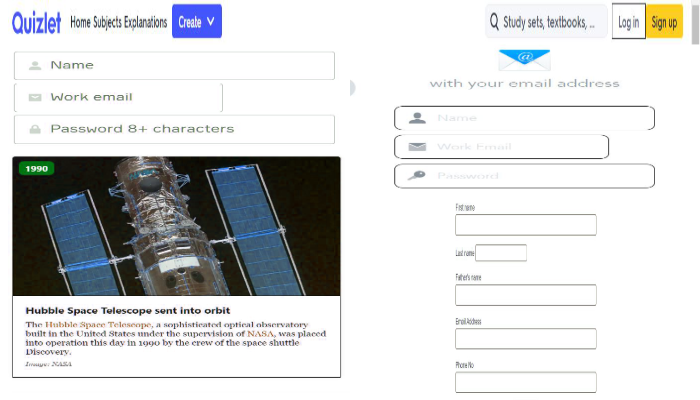 Quizlet Home Subjects Explanations Create Study sets, textbooks, ... Log in Sign up
Name
Work email
Password 8+ characters
1990
Hubble Space Telescope sent into orbit
The Hubble Space Telescope, a sophisticated optical observatory
built in the United States under the supervision of NASA, was placed
into operation this day in 1990 by the crew of the space shuttle
Discovery.
Image: NASA
@
with your email address
Name
Work Email
Password
First name
Last name
Father's name
Email Address
Phone No